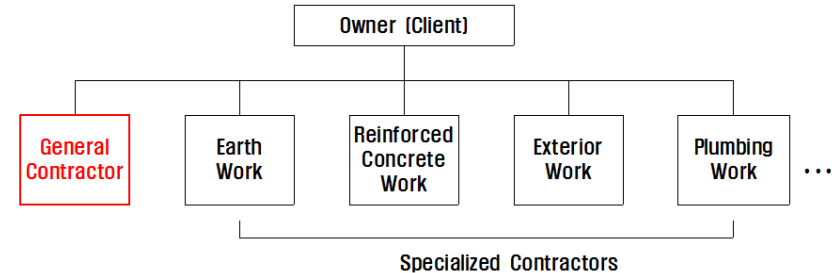 Owner (Client)
General
Contractor
Earth
Work
Reinforced
Concrete
Work
Exterior
Work
Plumbing
Work
...
Specialized Contractors